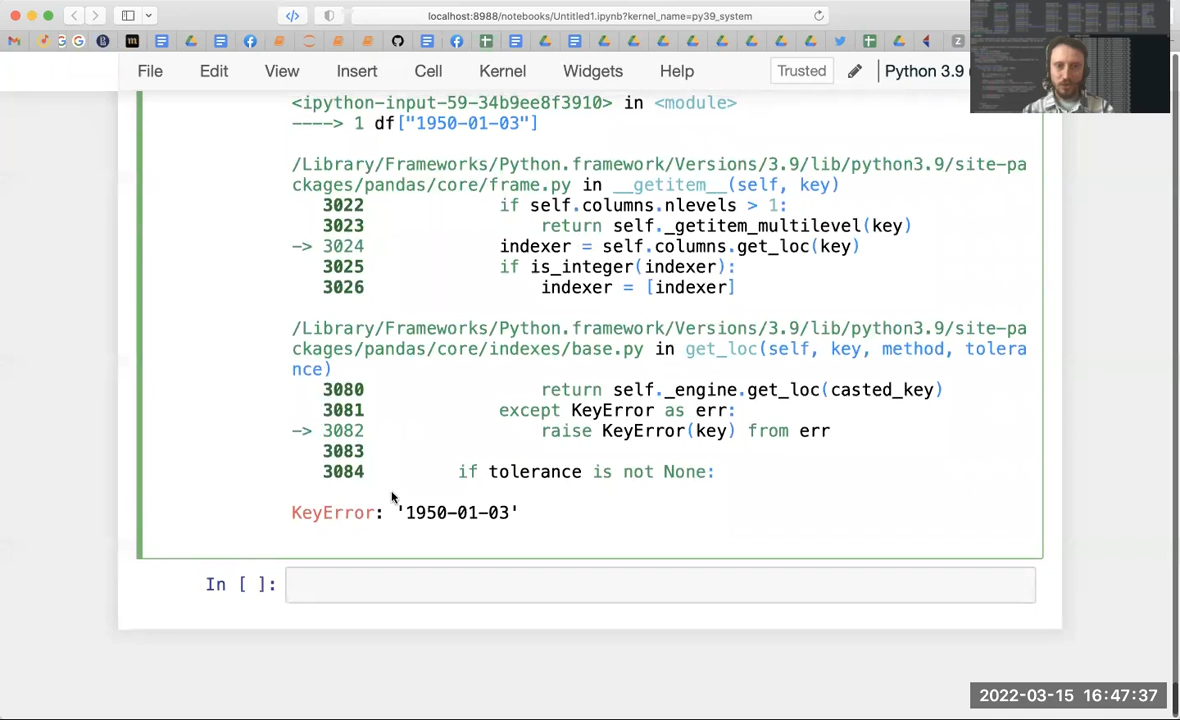 localhost:8988/notebooks/Untitled1.ipynb?kernel_name=py39_system
File Edit View Insert Cell Kernel Widgets Help Trusted Python 3.9
<ipython-input-59-34b9ee8f3910> in <module>
----> 1 df["1950-01-03"]
/Library/Frameworks/Python.framework/Versions/3.9/lib/python3.9/site-pa
ckages/pandas/core/frame.py in __getitem__(self, key)
3022 if self.columns.nlevels > 1:
3023 return self._getitem_multilevel(key)
-> 3024 indexer = self.columns.get_loc(key)
3025 if is_integer(indexer):
3026 indexer = [indexer]
/Library/Frameworks/Python.framework/Versions/3.9/lib/python3.9/site-pa
ckages/pandas/core/indexes/base.py in get_loc(self, key, method, tolera
nce)
3080 return self._engine.get_loc(casted_key)
3081 except KeyError as err:
-> 3082 raise KeyError(key) from err
3083
3084 if tolerance is not None:
KeyError: '1950-01-03'
In [ ]:
2022-03-15 16:47:37